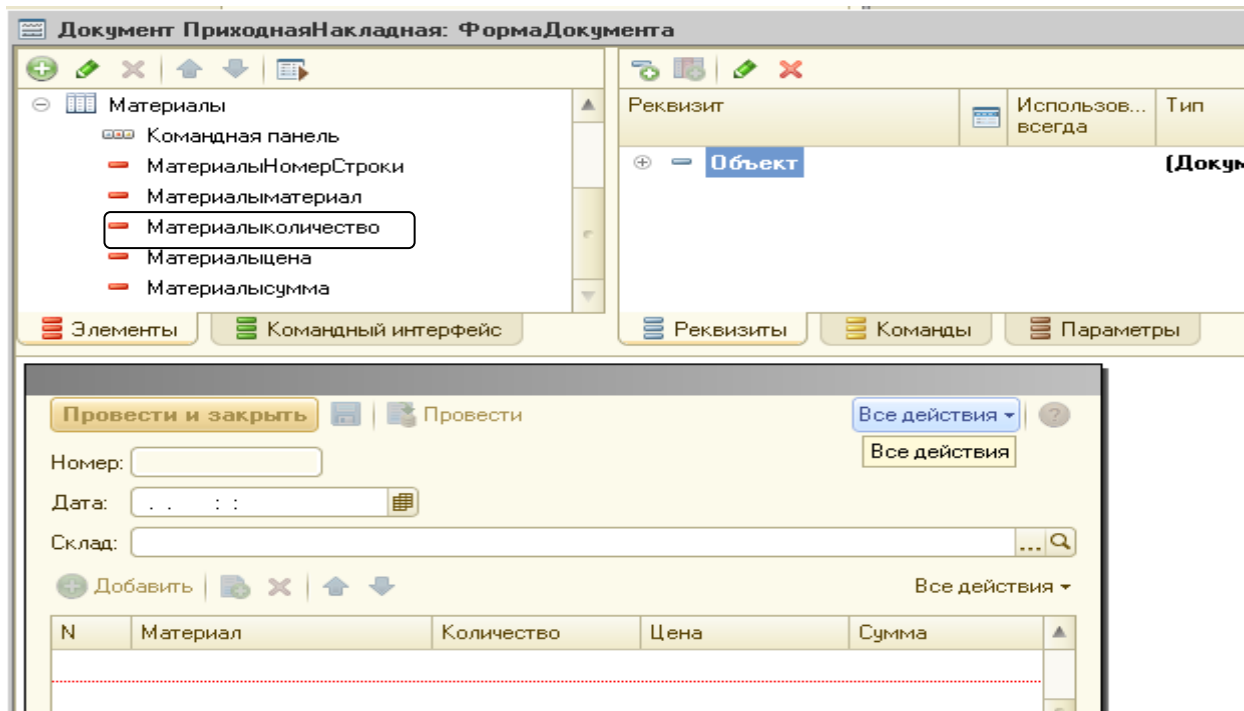 Документ ПриходнаяНакладная: ФормаДокумента
Материалы
Командная панель
МатериалыНомерСтроки
Материалыматериал
Материалыколичество
Материалыцена
Материалысумма
Элементы Командный интерфейс
Реквизит Использов... всегда Тип
Объект (Докум
Реквизиты Команды Параметры
Провести и закрыть Провести Все действия
Все действия
Номер:
Дата: . . : :
Склад: ...
Добавить Все действия
N Материал Количество Цена Сумма